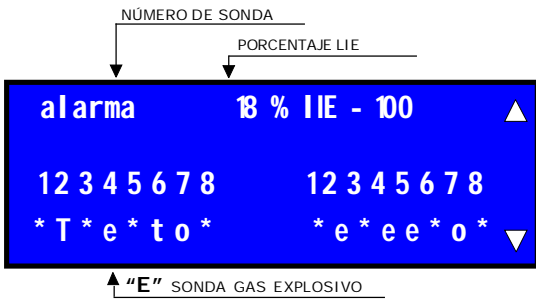 NÚMERO DE SONDA
PORCENTAJE LIE
alarma 18 % lIE - 100
12345678 12345678
*T*e*to* *e*ee*o*
“E” SONDA GAS EXPLOSIVO